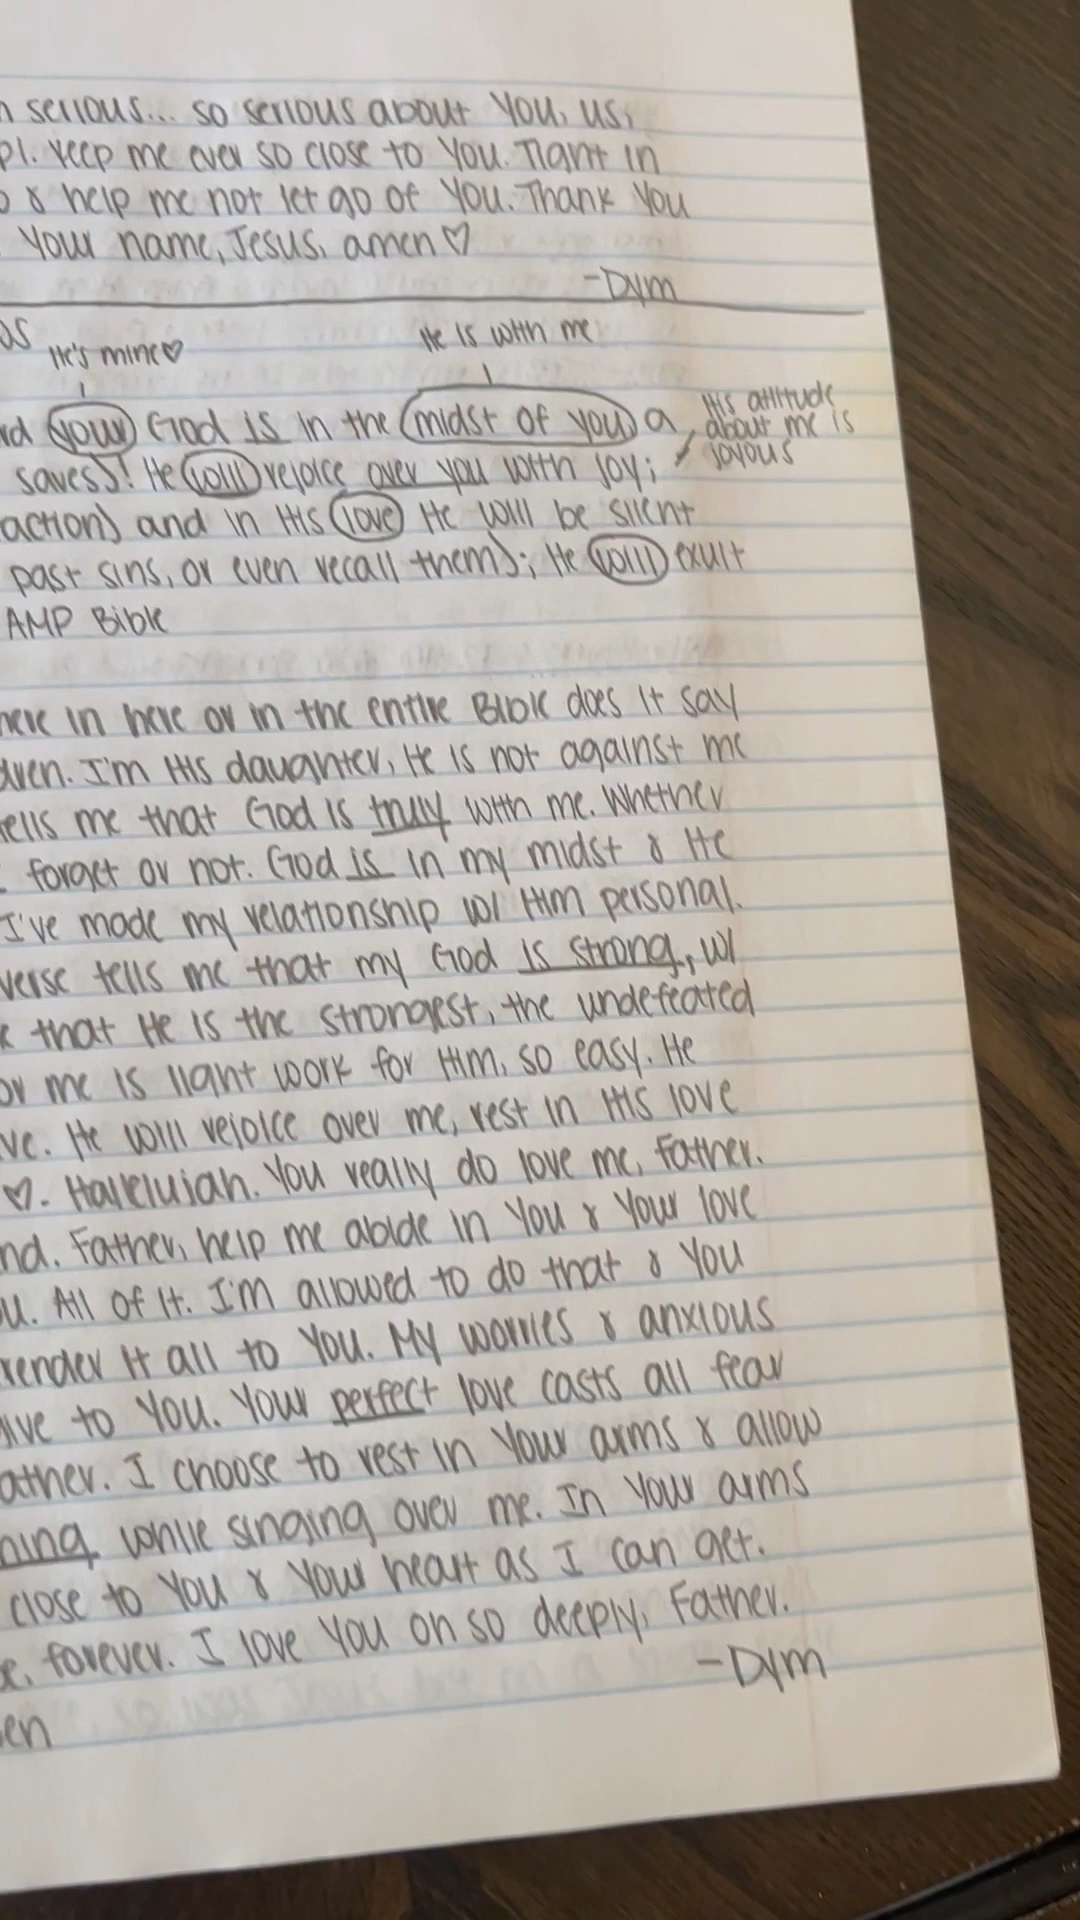 serious... so serious about You, us,
Keep me ever so close to You. Tight in
& help me not let go of You. Thank You
Your name, Jesus, amen♡
-Dym
He is with me
He's mine♡
your God is in the midst of you a
His attitude about me is joyous
saves)! He will rejoice over you with joy;
action) and in His love He will be silent
past sins, or even recall them); He will exult
AMP Bible
in here or in the entire Bible does it say
I'm His daughter, He is not against me
tells me that God is truly with me. Whether
forget or not. God is in my midst & He
I've made my relationship w/ Him personal.
verse tells me that my God is strong, w/
that He is the strongest, the undefeated
or me is light work for Him, so easy. He
He will rejoice over me, rest in His love
♡. Hallelujah. You really do love me, Father.
Father, help me abide in You & Your love
All of it. I'm allowed to do that & You
render it all to You. My worries & anxious
to You. Your perfect love casts all fear
ather. I choose to rest in Your arms & allow
while singing over me. In Your arms
close to You & Your heart as I can get.
forever. I love You oh so deeply, Father.
-Dym
en